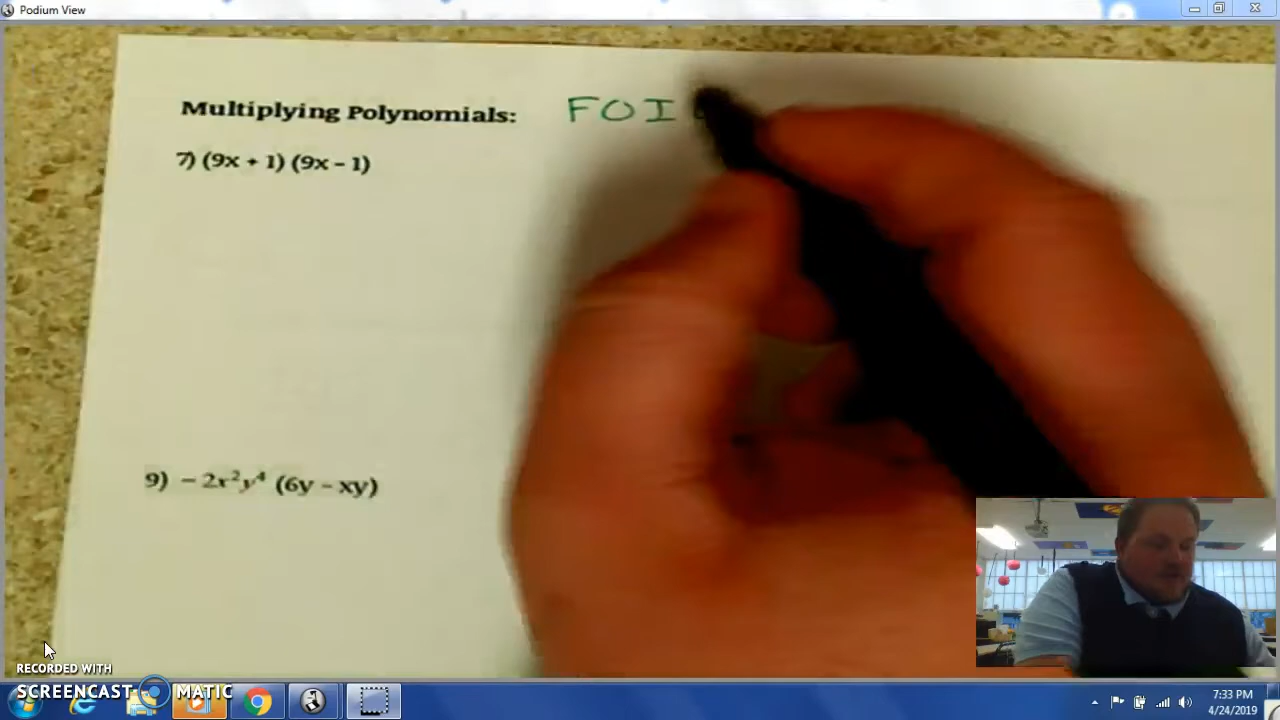 Podium View
Multiplying Polynomials: FOI
7) (9x + 1) (9x – 1)
9) – 2x²y⁴ (6y – xy)
RECORDED WITH
SCREENCAST MATIC
7:33 PM
4/24/2019